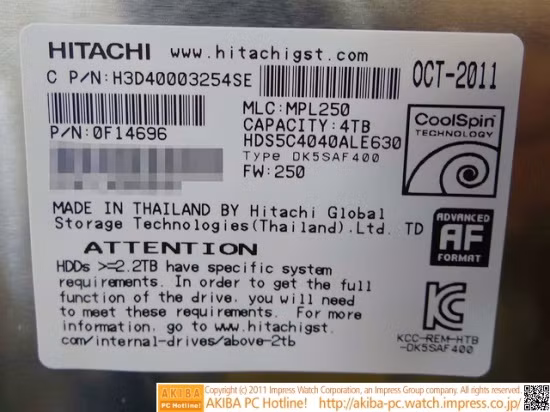 HITACHI www.hitachigst.com
C P/N:H3D40003254SE
OCT-2011
MLC:MPL250
CAPACITY:4TB
P/N:0F14696
HDS5C4040ALE630
Type DK5SAF400
FW:250
CoolSpin
TECHNOLOGY
MADE IN THAILAND BY Hitachi Global
Storage Technologies(Thailand).Ltd. TD
ADVANCED
AF
FORMAT
ATTENTION
HDDs >=2.2TB have specific system
requirements. In order to get the full
function of the drive, you will need
to meet these requirements. For more
information, go to www.hitachigst.
com/internal-drives/above-2tb
KCC-REM-HTB
-DK5SAF400
AKIBA
PC Hotline!
Copyright (c) 2011 Impress Watch Corporation, an Impress Group company. All rights reserved.
AKIBA PC Hotline! http://akiba-pc.watch.impress.co.jp/